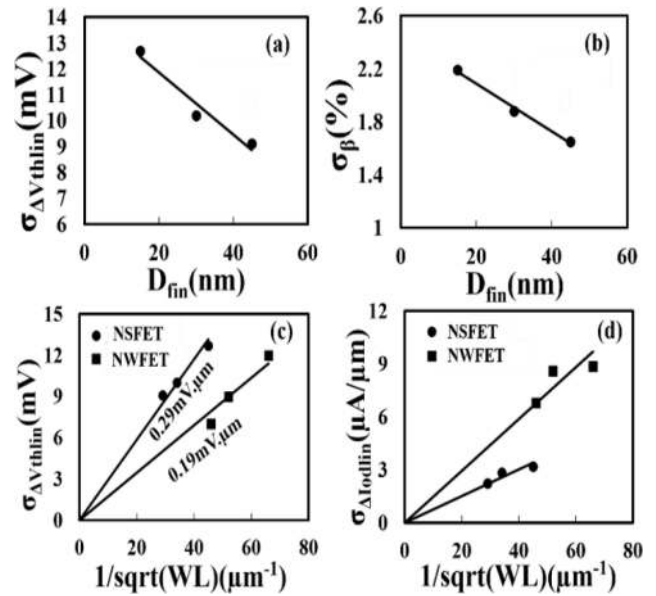 14
13
12
11
10
9
8
7
6
σΔVthlin(mV)
(a)
0 20 40 60
Dfin(nm)
2.6
2.2
1.8
1.4
1
σβ(%)
(b)
0 20 40 60
Dfin(nm)
15
12
9
6
3
0
σΔVthlin(mV)
NSFET
NWFET
(c)
0.29mV.μm
0.19mV.μm
0 20 40 60 80
1/sqrt(WL)(μm⁻¹)
12
9
6
3
0
σΔIodlin(μA/μm)
NSFET
NWFET
(d)
0 20 40 60 80
1/sqrt(WL)(μm⁻¹)